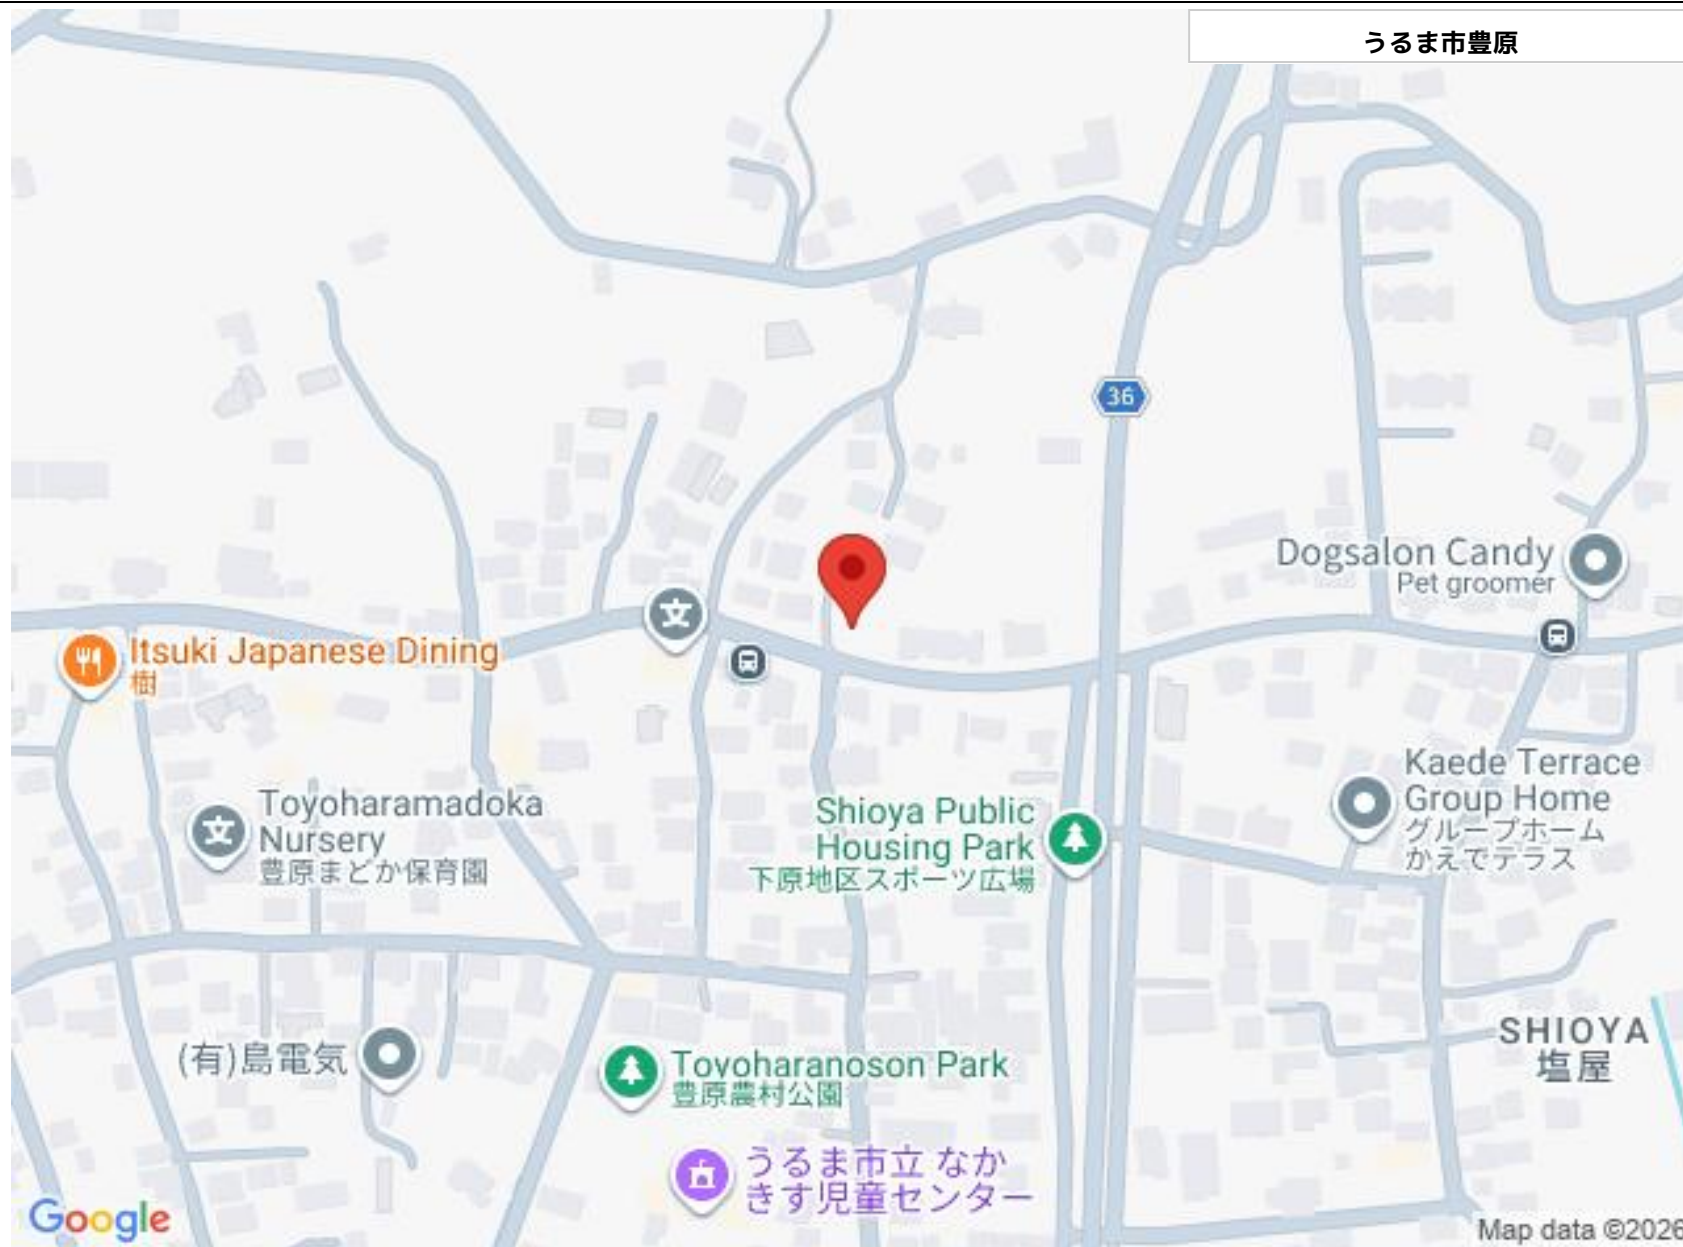 うるま市豊原
36
Dogsalon Candy
Pet groomer
文
Itsuki Japanese Dining
樹
Kaede Terrace
Group Home
グループホーム
かえでテラス
文
Toyoharamadoka
Nursery
豊原まどか保育園
Shioya Public
Housing Park
下原地区スポーツ広場
SHIOYA
塩屋
(有)島電気
Toyoharanoson Park
豊原農村公園
うるま市立 なか
きす児童センター
Google
Map data ©2026